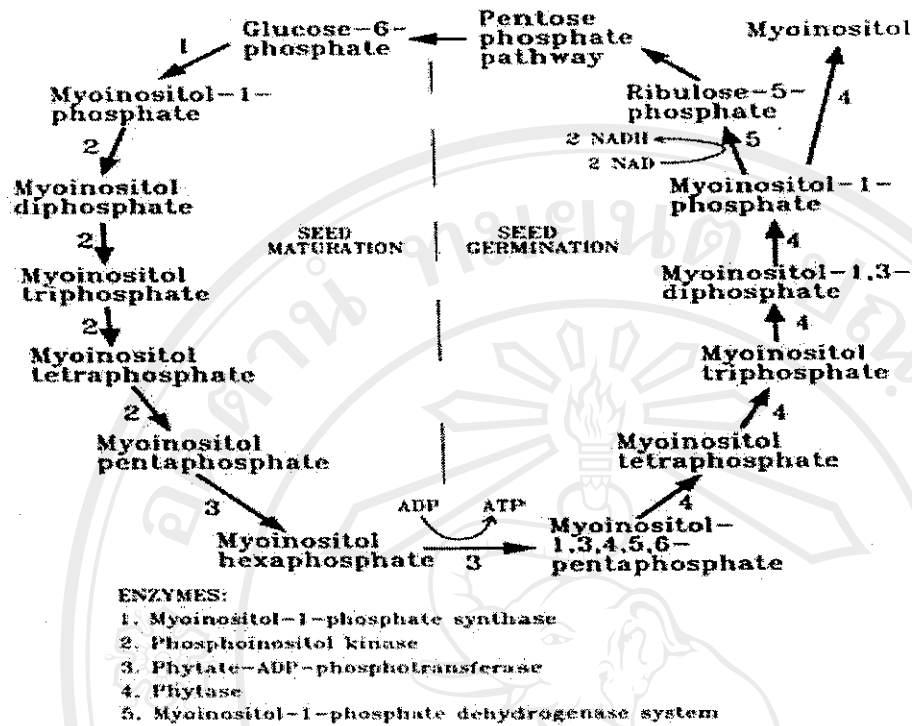 1
Glucose-6-
phosphate
Pentose
phosphate
pathway
Myoinositol
Myoinositol-1-
phosphate
Ribulose-5-
phosphate
4
2
2 NADH
2 NAD
5
Myoinositol
diphosphate
Myoinositol-1-
phosphate
2
SEED
MATURATION
SEED
GERMINATION
4
Myoinositol
triphosphate
Myoinositol-1,3-
diphosphate
2
4
Myoinositol
tetraphosphate
Myoinositol
triphosphate
2
4
Myoinositol
pentaphosphate
Myoinositol
tetraphosphate
3
ADP
ATP
4
Myoinositol
hexaphosphate
3
Myoinositol-
1,3,4,5,6-
pentaphosphate
ENZYMES:
1. Myoinositol-1-phosphate synthase
2. Phosphoinositol kinase
3. Phytate-ADP-phosphotransferase
4. Phytase
5. Myoinositol-1-phosphate dehydrogenase system